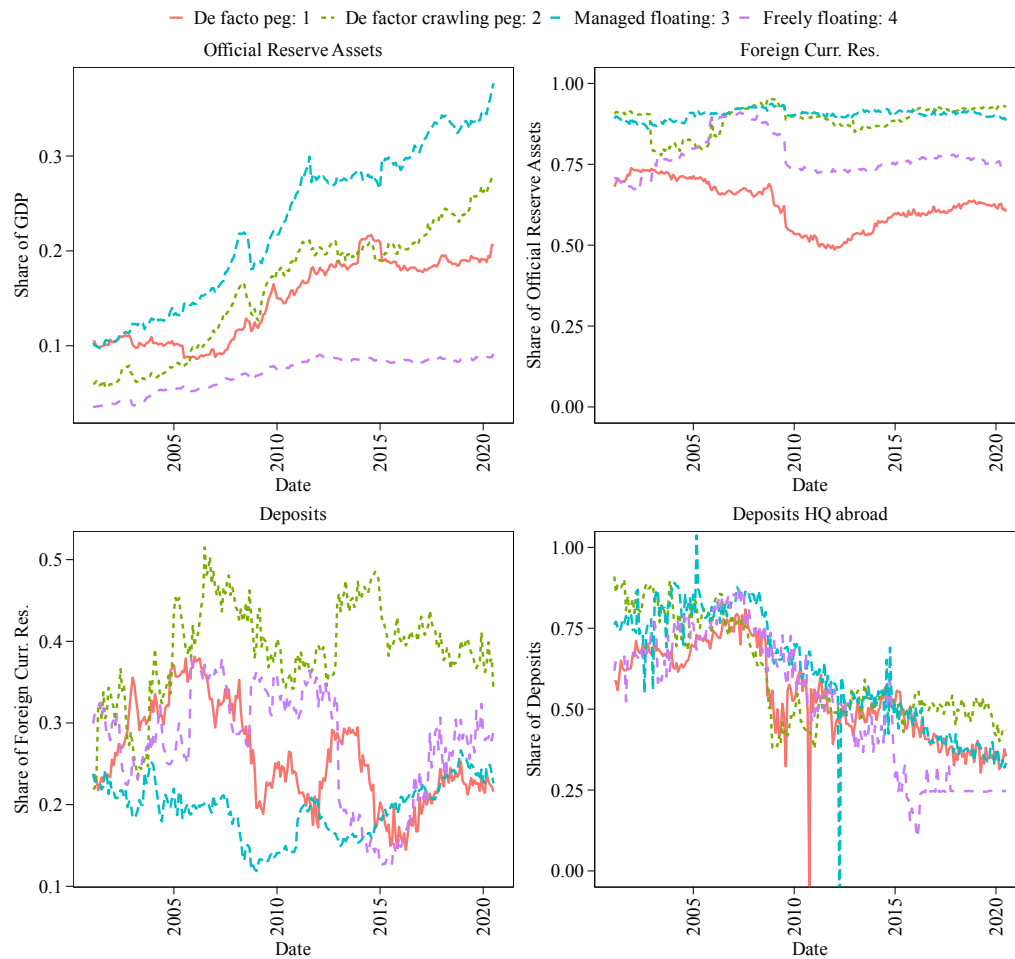 De facto peg: 1 De factor crawling peg: 2 Managed floating: 3 Freely floating: 4
Official Reserve Assets
Share of GDP
0.3
0.2
0.1
2005 2010 2015 2020
Date
Foreign Curr. Res.
Share of Official Reserve Assets
1.00
0.75
0.50
0.25
0.00
2005 2010 2015 2020
Date
Deposits
Share of Foreign Curr. Res.
0.5
0.4
0.3
0.2
0.1
2005 2010 2015 2020
Date
Deposits HQ abroad
Share of Deposits
1.00
0.75
0.50
0.25
0.00
2005 2010 2015 2020
Date